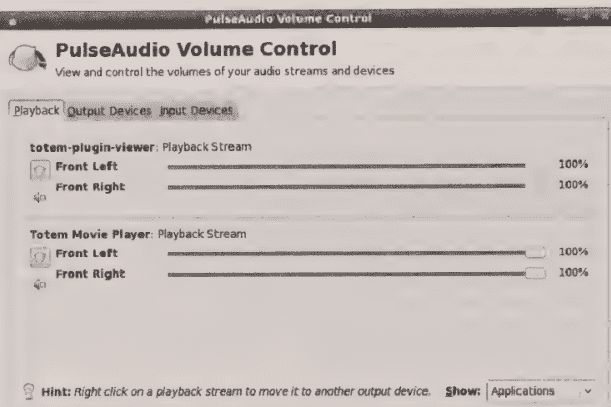 PulseAudio Volume Control
PulseAudio Volume Control
View and control the volumes of your audio streams and devices
Playback Output Devices Input Devices
totem-plugin-viewer: Playback Stream
Front Left 100%
Front Right 100%
Totem Movie Player: Playback Stream
Front Left 100%
Front Right 100%
Hint: Right click on a playback stream to move it to another output device. Show: Applications